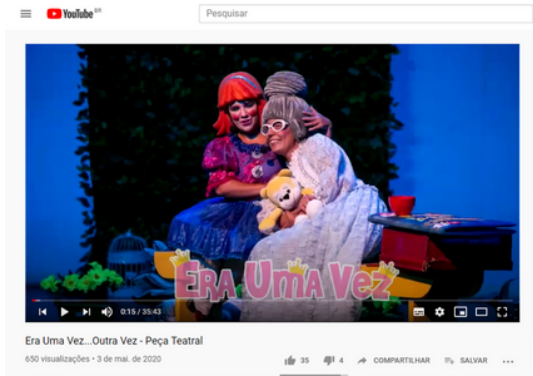 YouTube BR
Pesquisar
ERA UMA VEZ
0:15 / 35:43
Era Uma Vez...Outra Vez - Peça Teatral
650 visualizações • 3 de mai. de 2020
35
4
COMPARTILHAR
SALVAR